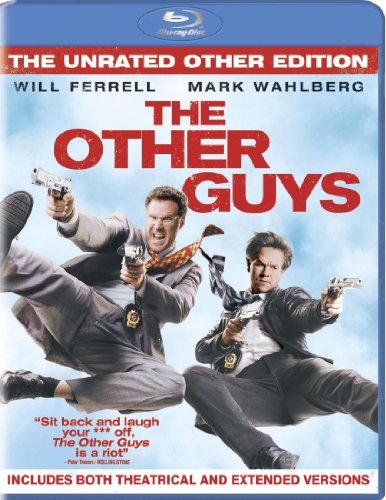 Blu-ray Disc
THE UNRATED OTHER EDITION
WILL FERRELL MARK WAHLBERG
THE
OTHER
GUYS
"Sit back and laugh
your *** off,
The Other Guys
is a riot"
- Peter Travers / ROLLING STONE
INCLUDES BOTH THEATRICAL AND EXTENDED VERSIONS